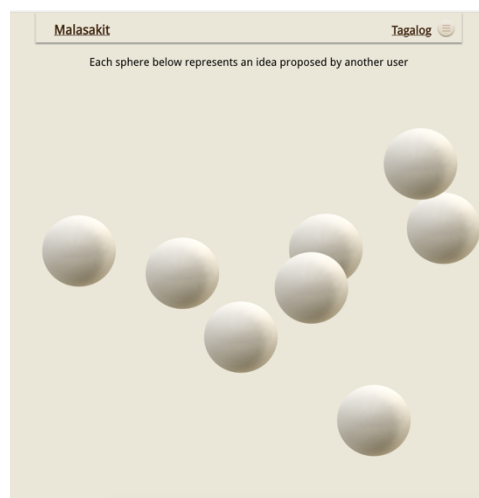 Malasakit
Tagalog
Each sphere below represents an idea proposed by another user